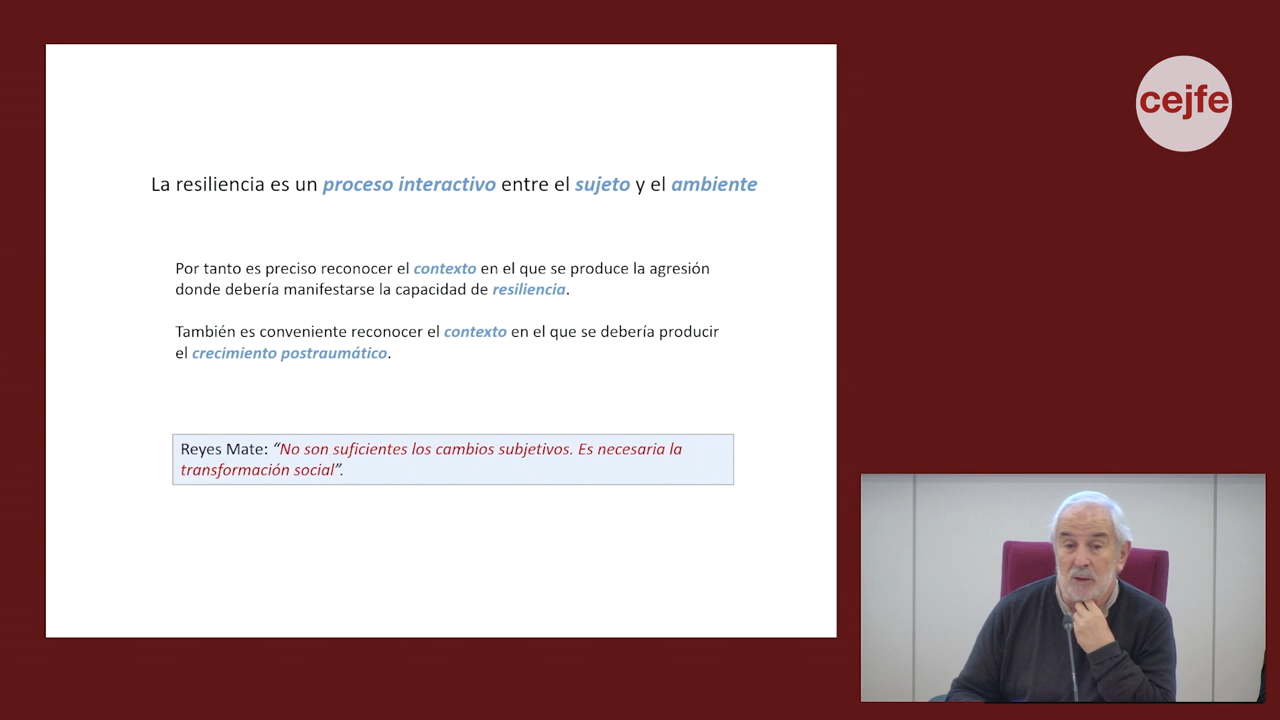 cejfe
La resiliencia es un proceso interactivo entre el sujeto y el ambiente
Por tanto es preciso reconocer el contexto en el que se produce la agresión
donde debería manifestarse la capacidad de resiliencia.
También es conveniente reconocer el contexto en el que se debería producir
el crecimiento postraumático.
Reyes Mate: “No son suficientes los cambios subjetivos. Es necesaria la
transformación social”.